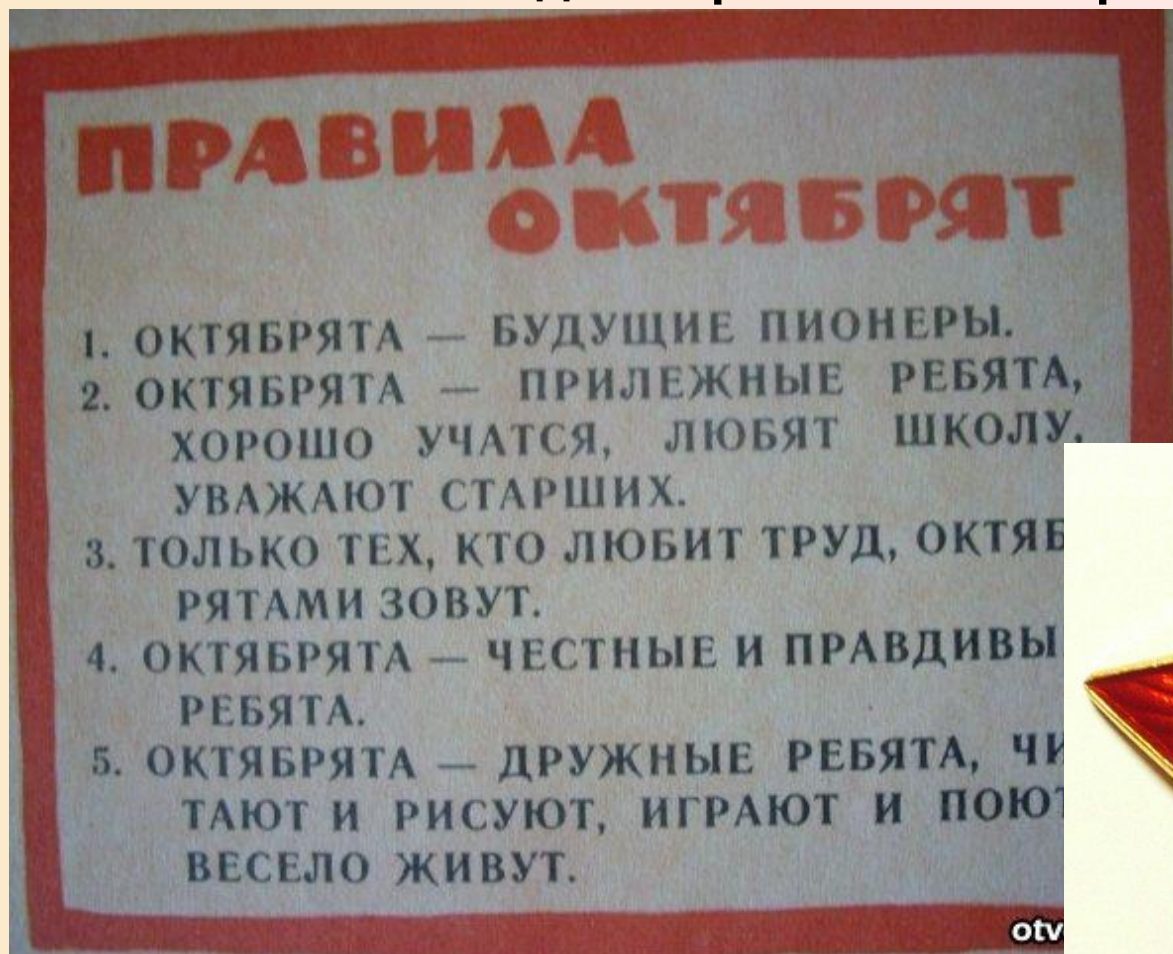 ПРАВИЛА
ОКТЯБРЯТ
1. ОКТЯБРЯТА — БУДУЩИЕ ПИОНЕРЫ.
2. ОКТЯБРЯТА — ПРИЛЕЖНЫЕ РЕБЯТА,
ХОРОШО УЧАТСЯ, ЛЮБЯТ ШКОЛУ,
УВАЖАЮТ СТАРШИХ.
3. ТОЛЬКО ТЕХ, КТО ЛЮБИТ ТРУД, ОКТЯБ
РЯТАМИ ЗОВУТ.
4. ОКТЯБРЯТА — ЧЕСТНЫЕ И ПРАВДИВЫ
РЕБЯТА.
5. ОКТЯБРЯТА — ДРУЖНЫЕ РЕБЯТА, ЧИ
ТАЮТ И РИСУЮТ, ИГРАЮТ И ПОЮТ
ВЕСЕЛО ЖИВУТ.
otv